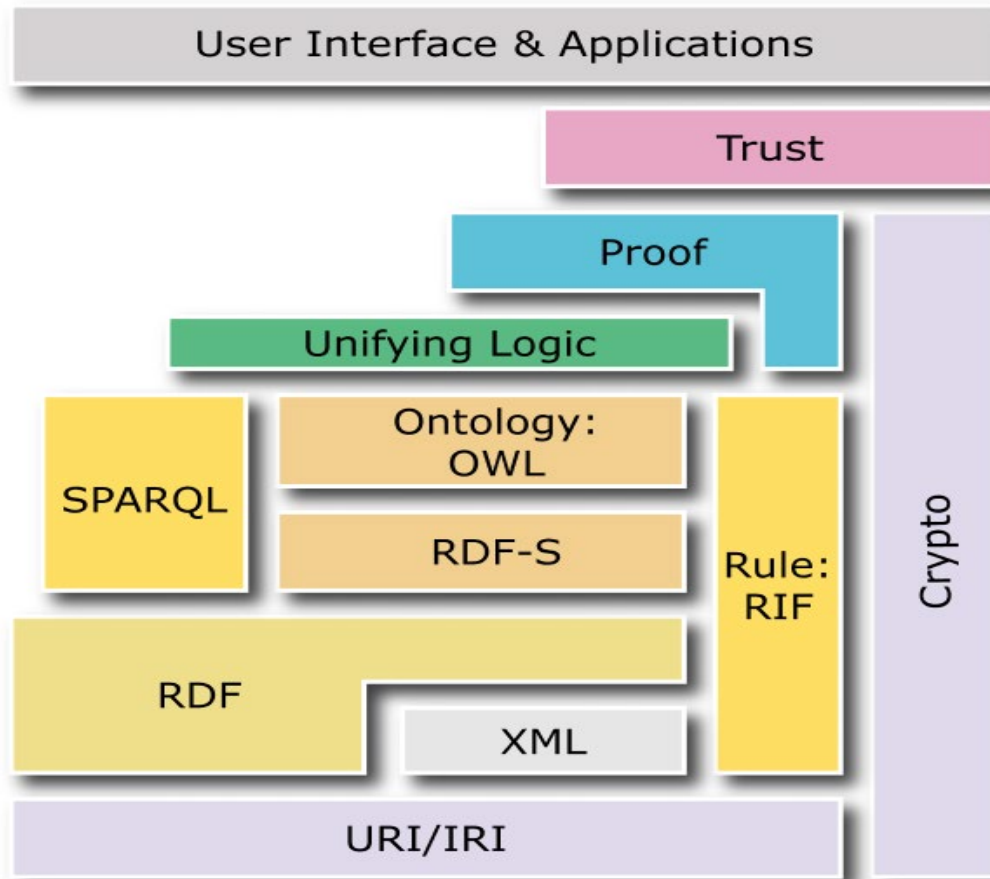 User Interface & Applications
Trust
Proof
Unifying Logic
Ontology:
OWL
SPARQL
RDF-S
Rule:
RIF
Crypto
RDF
XML
URI/IRI